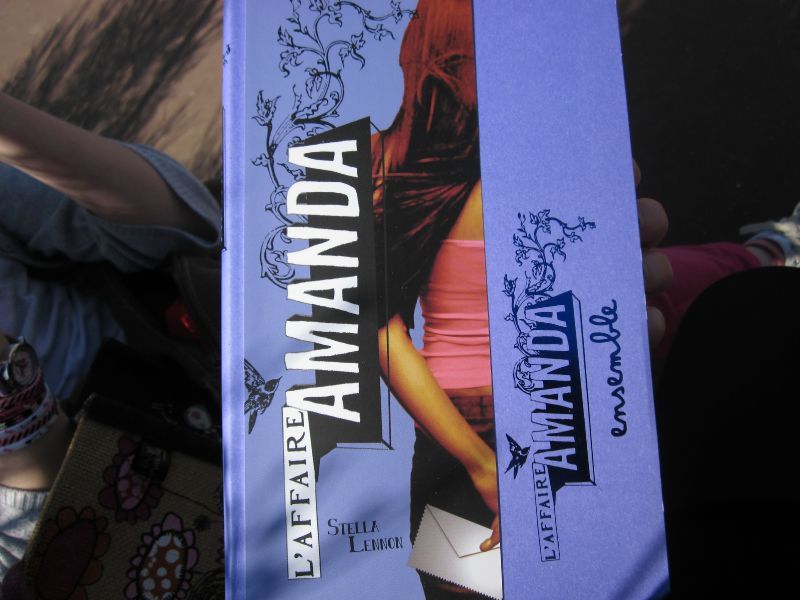 L'AFFAIRE
AMANDA
STELLA
LENNON
L'AFFAIRE
AMANDA
ensemble